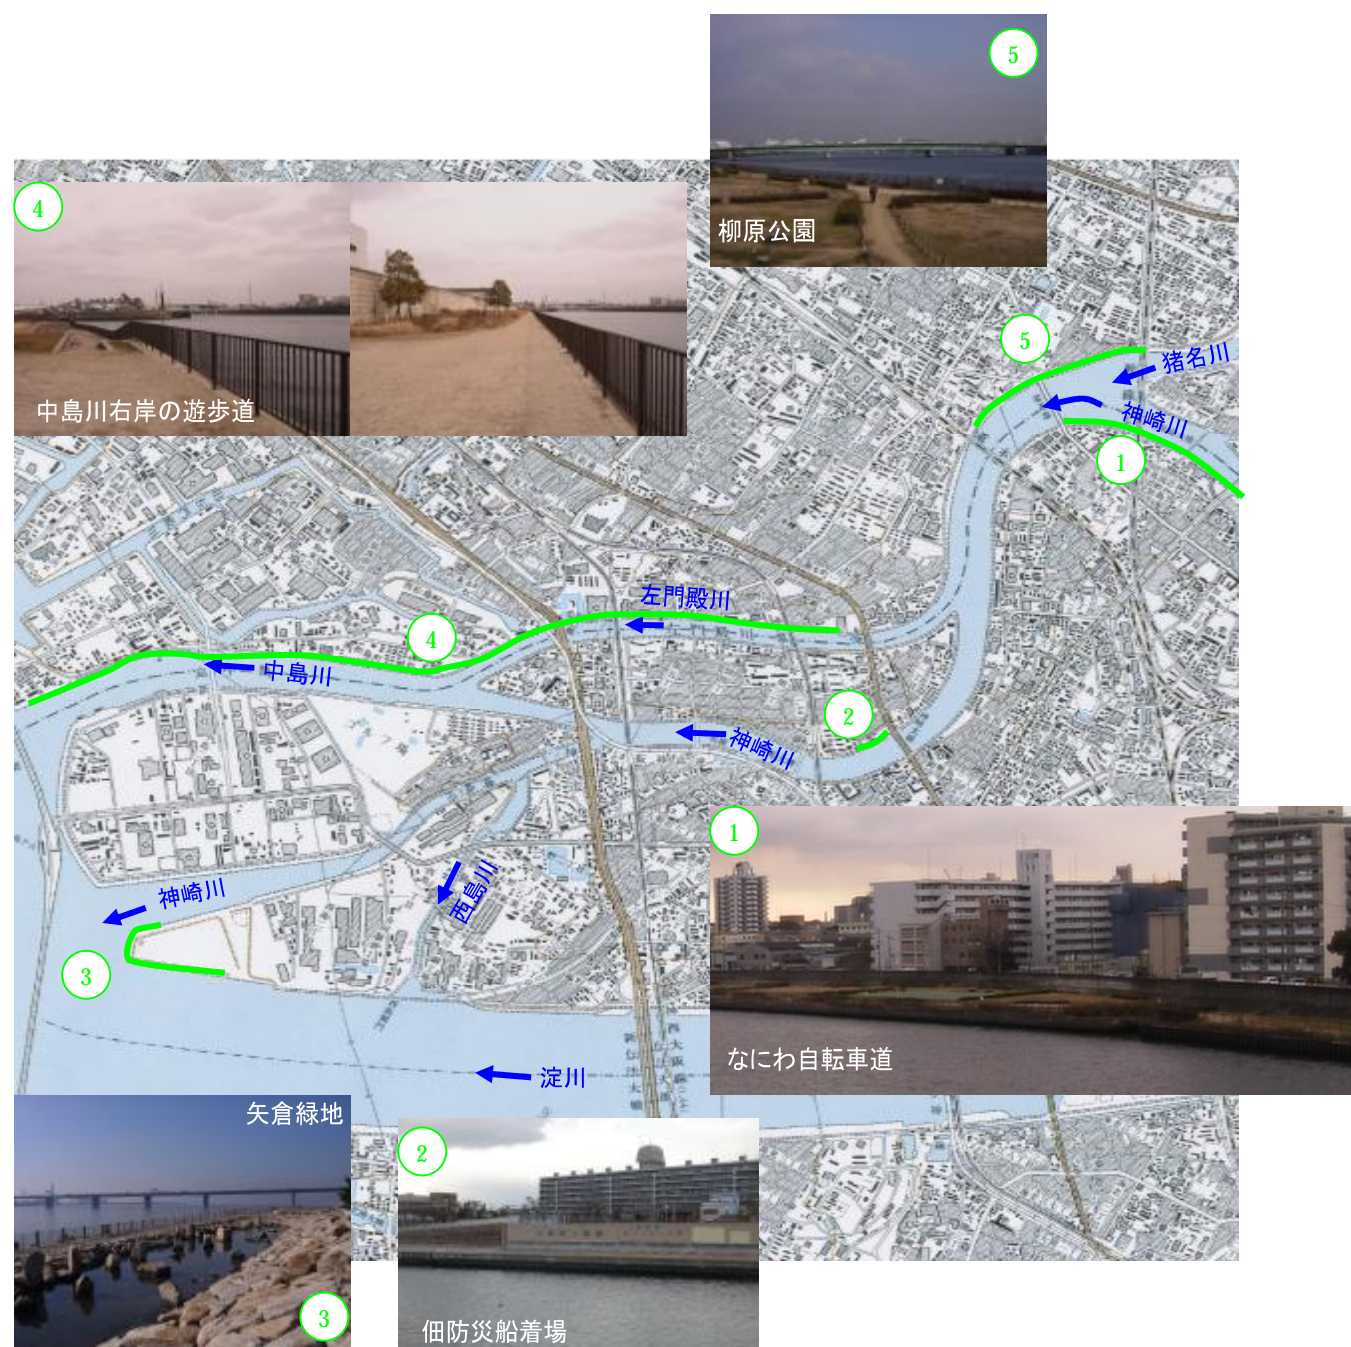 5
柳原公園
4
中島川右岸の遊歩道
5
猪名川
神崎川
1
左門殿川
4
中島川
2
神崎川
1
なにわ自転車道
西島川
神崎川
3
淀川
矢倉緑地
3
2
佃防災船着場